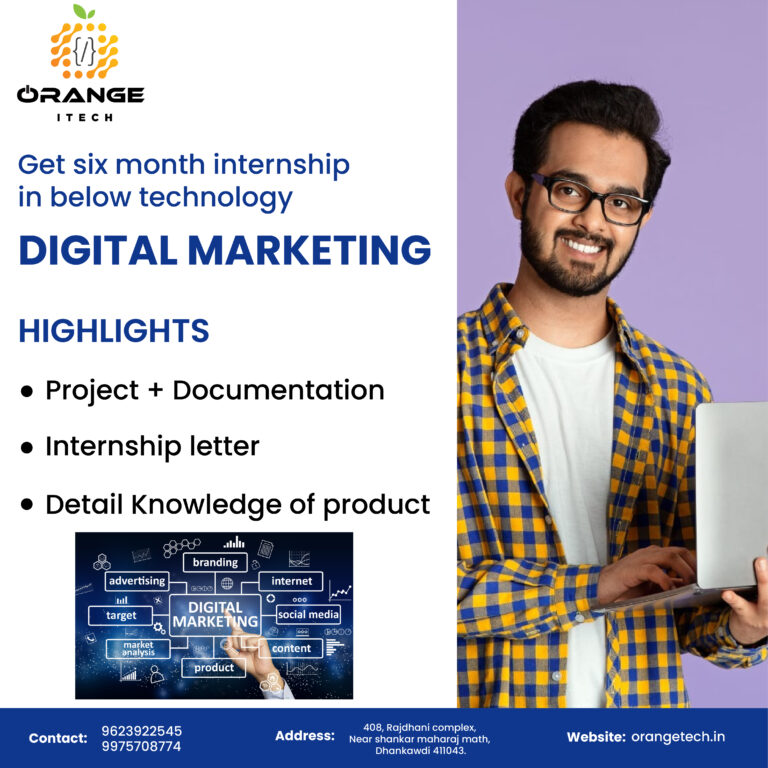 ORANGE
ITECH
Get six month internship
in below technology
DIGITAL MARKETING
HIGHLIGHTS
● Project + Documentation
● Internship letter
● Detail Knowledge of product
branding
advertising
internet
target
DIGITAL
MARKETING
social media
market
analysis
content
product
Contact: 9623922545
9975708774
Address: 408, Rajdhani complex,
Near shankar maharaj math,
Dhankawdi 411043.
Website: orangetech.in